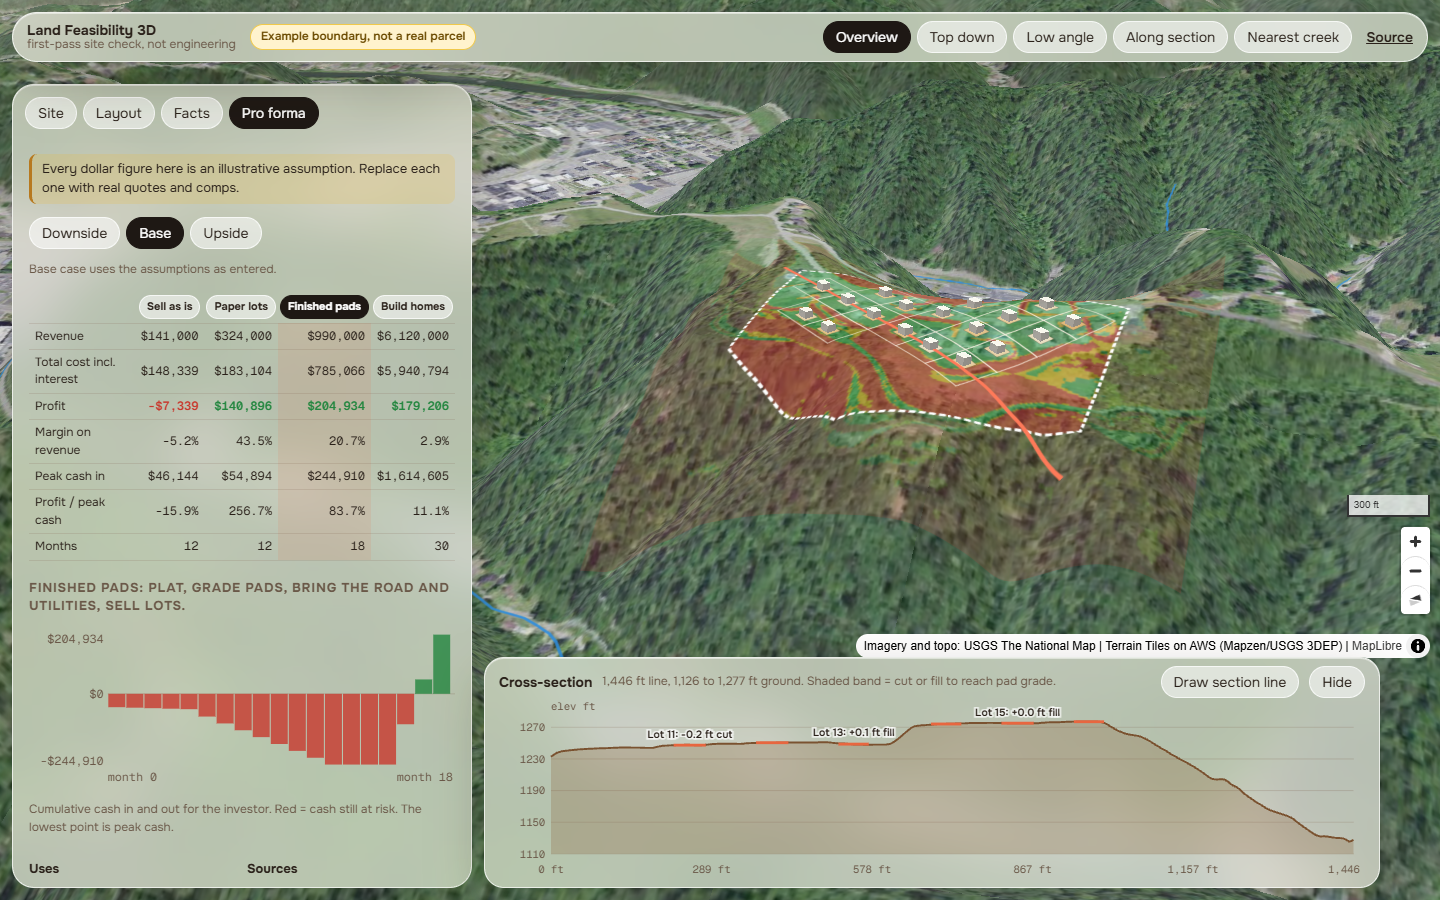 Land Feasibility 3D
first-pass site check, not engineering
Example boundary, not a real parcel
Overview
Top down
Low angle
Along section
Nearest creek
Source
Site
Layout
Facts
Pro forma
Every dollar figure here is an illustrative assumption. Replace each
one with real quotes and comps.
Downside
Base
Upside
Base case uses the assumptions as entered.
Sell as is Paper lots Finished pads Build homes
Revenue $141,000 $324,000 $990,000 $6,120,000
Total cost incl.
interest $148,339 $183,104 $785,066 $5,940,794
Profit -$7,339 $140,896 $204,934 $179,206
Margin on
revenue -5.2% 43.5% 20.7% 2.9%
Peak cash in $46,144 $54,894 $244,910 $1,614,605
Profit / peak
cash -15.9% 256.7% 83.7% 11.1%
Months 12 12 18 30
FINISHED PADS: PLAT, GRADE PADS, BRING THE ROAD AND
UTILITIES, SELL LOTS.
$204,934
$0
-$244,910
month 0 month 18
Cumulative cash in and out for the investor. Red = cash still at risk. The
lowest point is peak cash.
Uses Sources
300 ft
Imagery and topo: USGS The National Map | Terrain Tiles on AWS (Mapzen/USGS 3DEP) | MapLibre
Cross-section 1,446 ft line, 1,126 to 1,277 ft ground. Shaded band = cut or fill to reach pad grade.
Draw section line
Hide
elev ft
Lot 15: +0.0 ft fill
Lot 11: -0.2 ft cut
Lot 13: +0.1 ft fill
1270
1230
1190
1150
1110
0 ft 289 ft 578 ft 867 ft 1,157 ft 1,446